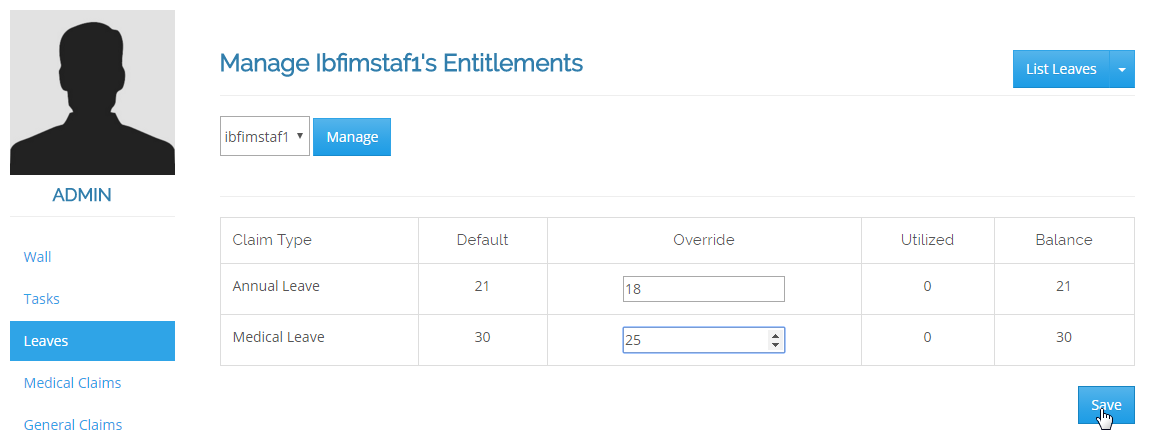 Manage Ibfimstaf1's Entitlements
List Leaves
ibfimstaf1 Manage
ADMIN
Wall
Tasks
Leaves
Medical Claims
General Claims
Claim Type Default Override Utilized Balance
Annual Leave 21 18 0 21
Medical Leave 30 25 0 30
Save